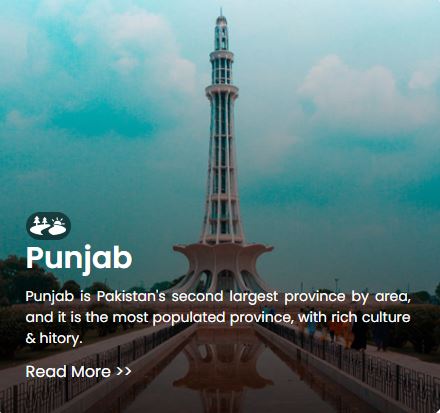 Punjab
Punjab is Pakistan's second largest province by area,
and it is the most populated province, with rich culture
& hitory.
Read More >>